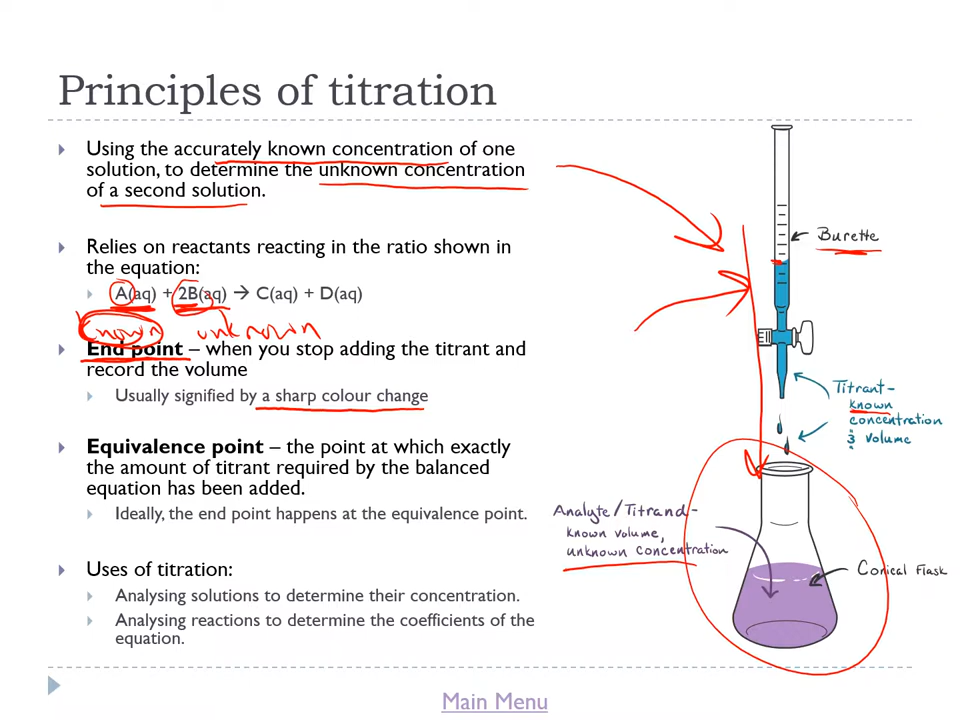 Principles of titration
Using the accurately known concentration of one
solution, to determine the unknown concentration
of a second solution.
Relies on reactants reacting in the ratio shown in
the equation:
A(aq) + 2B(aq) → C(aq) + D(aq)
known unknown
End point – when you stop adding the titrant and
record the volume
Usually signified by a sharp colour change
Equivalence point – the point at which exactly
the amount of titrant required by the balanced
equation has been added.
Ideally, the end point happens at the equivalence point.
Uses of titration:
Analysing solutions to determine their concentration.
Analysing reactions to determine the coefficients of the
equation.
Burette
Titrant-
known
concentration
& volume
Analyte/Titrand-
known volume,
unknown concentration
Conical Flask
Main Menu